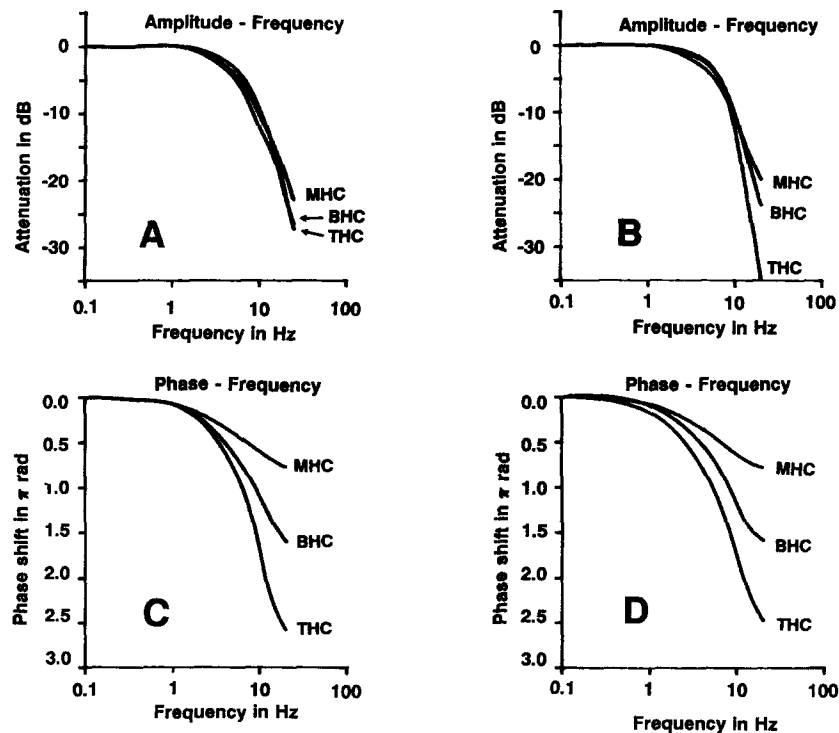 Amplitude - Frequency
Attenuation in dB
0
-10
-20
-30
MHC
BHC
THC
A
0.1
1
10
100
Frequency in Hz
Amplitude - Frequency
Attenuation in dB
0
-10
-20
-30
MHC
BHC
THC
B
0.1
1
10
100
Frequency in Hz
Phase - Frequency
Phase shift in π rad
0.0
0.5
1.0
1.5
2.0
2.5
3.0
MHC
BHC
THC
C
0.1
1
10
100
Frequency in Hz
Phase - Frequency
Phase shift in π rad
0.0
0.5
1.0
1.5
2.0
2.5
3.0
MHC
BHC
THC
D
0.1
1
10
100
Frequency in Hz